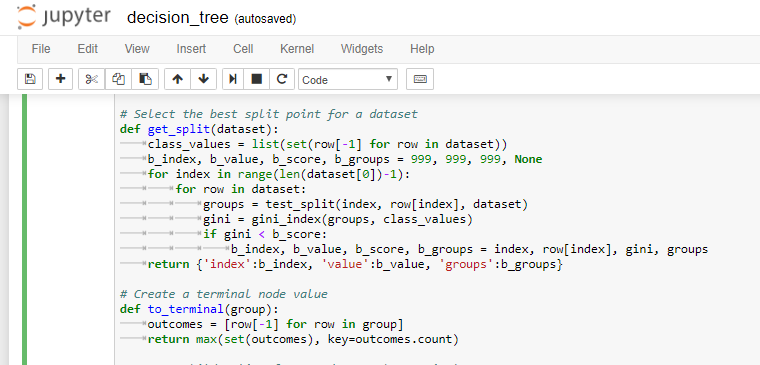 jupyter decision_tree (autosaved)
File Edit View Insert Cell Kernel Widgets Help
Code
# Select the best split point for a dataset
def get_split(dataset):
    class_values = list(set(row[-1] for row in dataset))
    b_index, b_value, b_score, b_groups = 999, 999, 999, None
    for index in range(len(dataset[0])-1):
        for row in dataset:
            groups = test_split(index, row[index], dataset)
            gini = gini_index(groups, class_values)
            if gini < b_score:
                b_index, b_value, b_score, b_groups = index, row[index], gini, groups
    return {'index':b_index, 'value':b_value, 'groups':b_groups}
# Create a terminal node value
def to_terminal(group):
    outcomes = [row[-1] for row in group]
    return max(set(outcomes), key=outcomes.count)